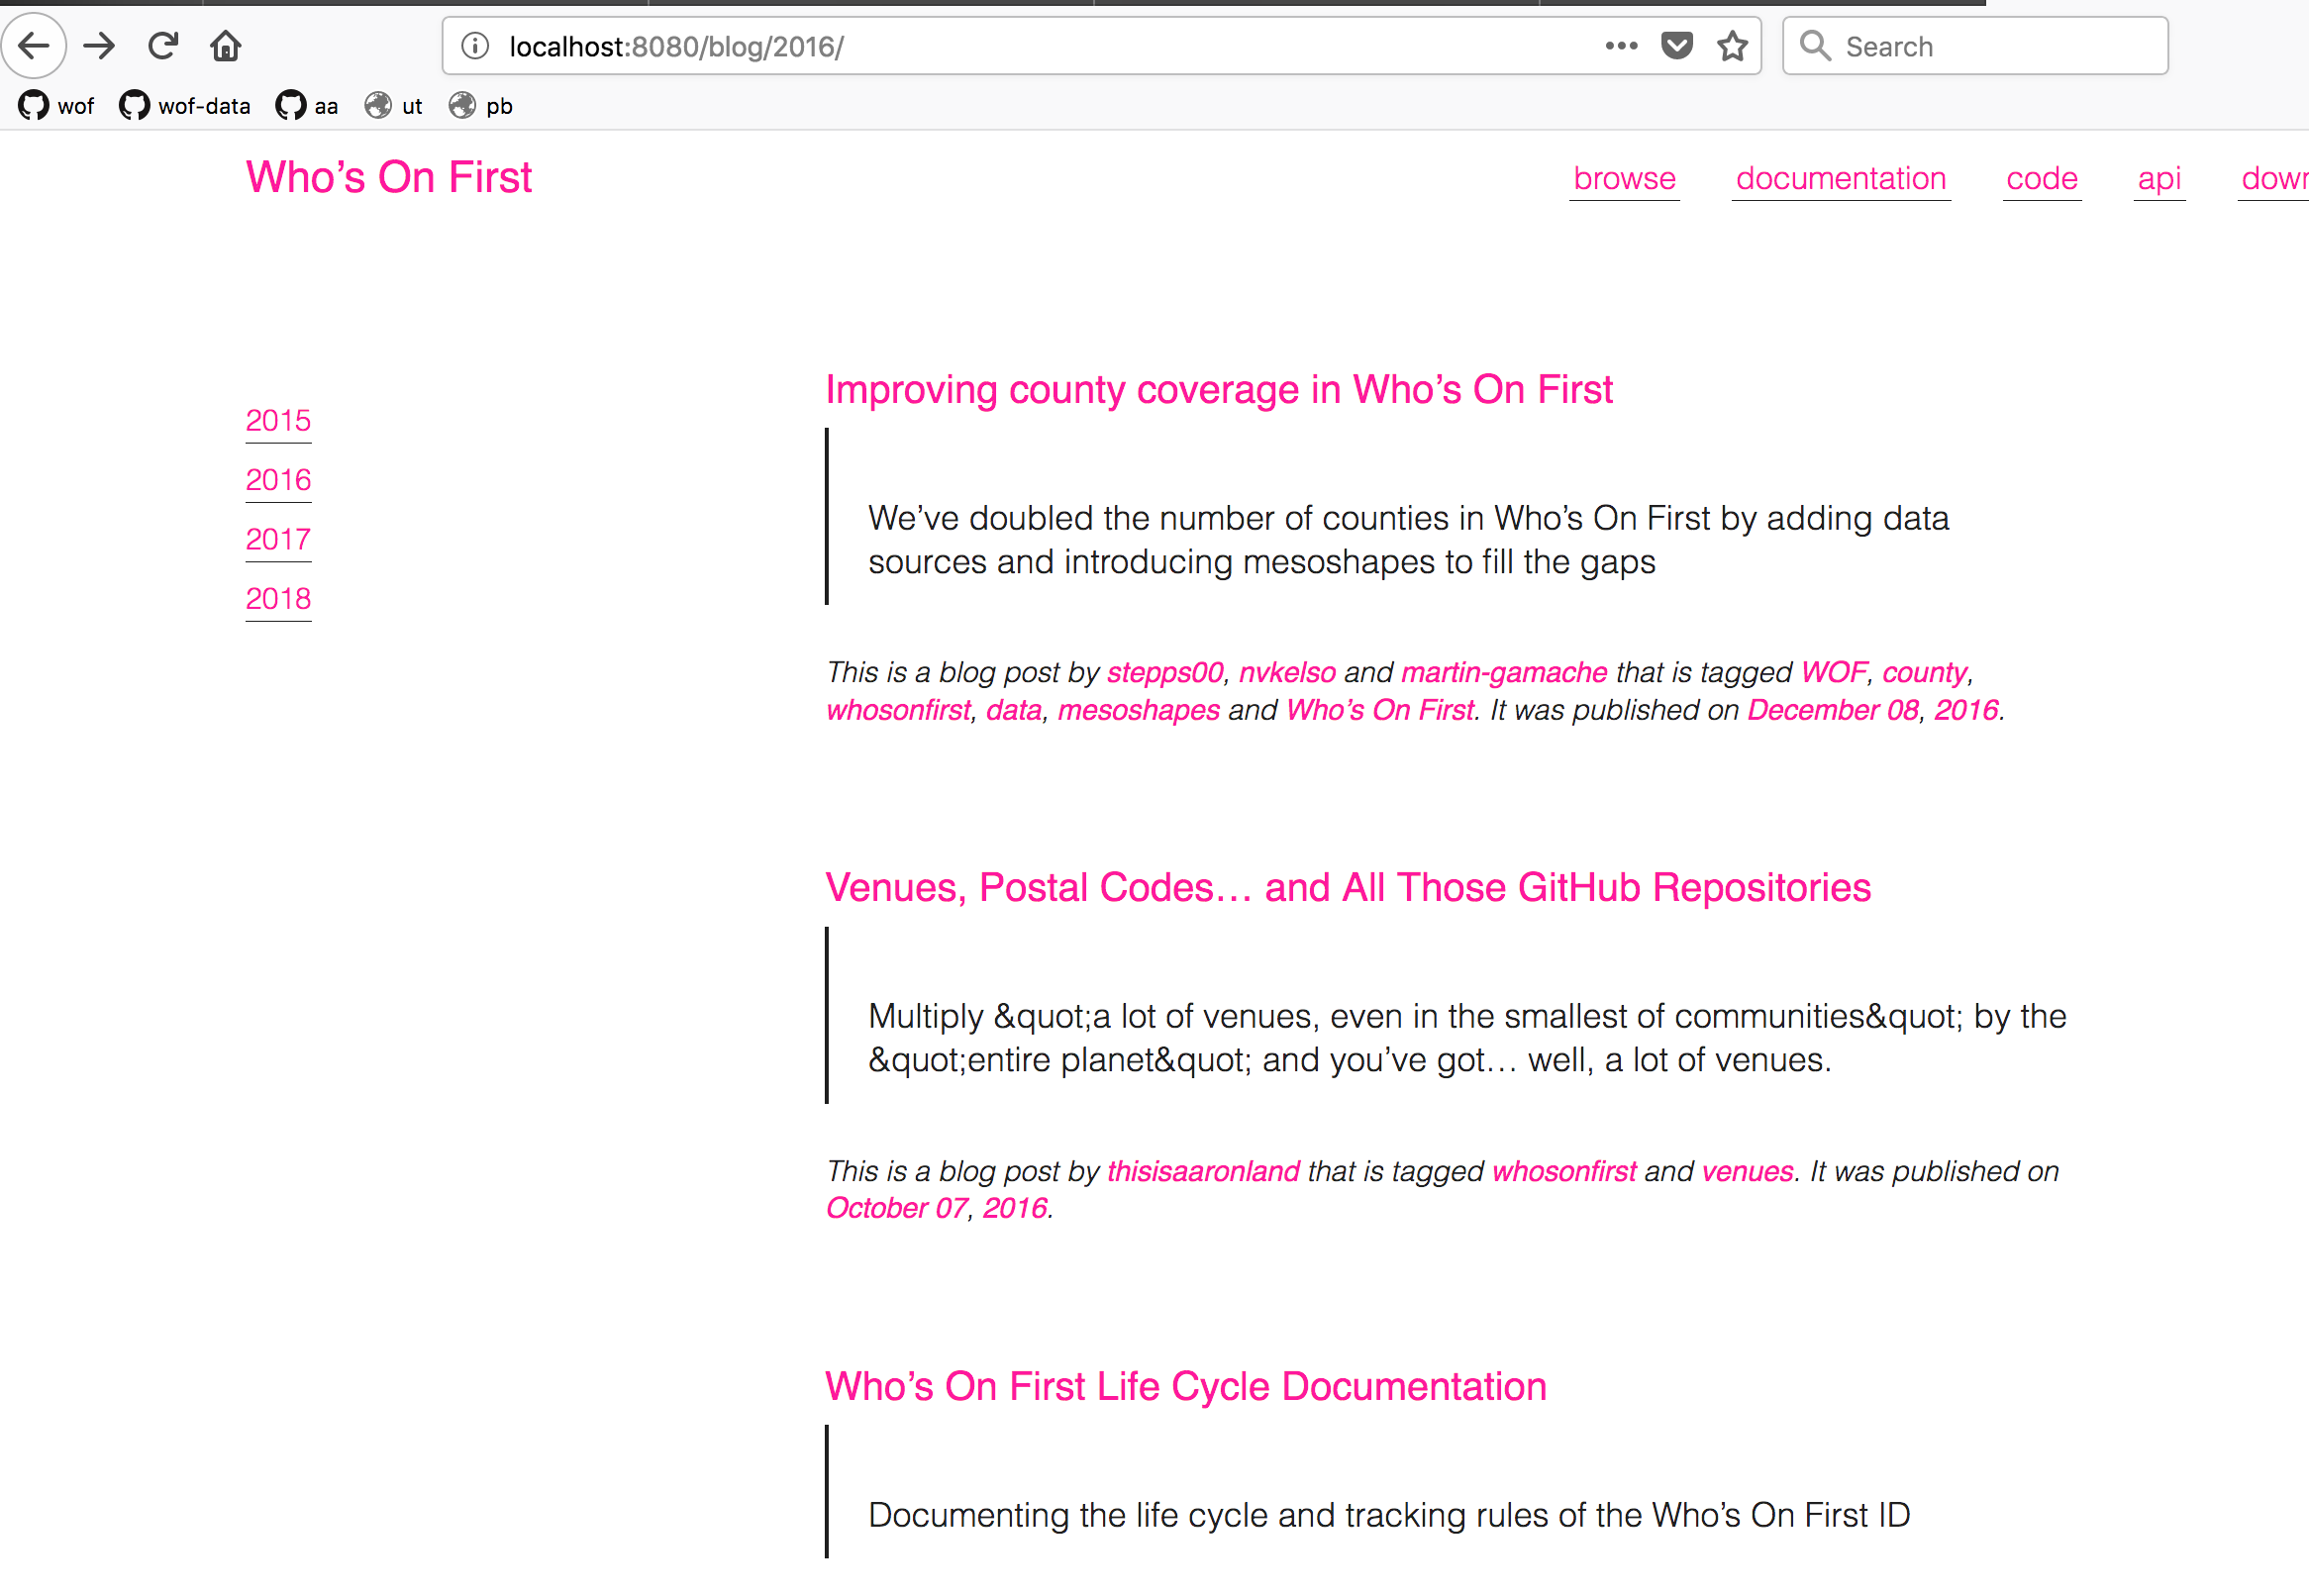 localhost:8080/blog/2016/
Search
wof wof-data aa ut pb
Who’s On First
browse documentation code api down
2015
2016
2017
2018
Improving county coverage in Who’s On First
We’ve doubled the number of counties in Who’s On First by adding data
sources and introducing mesoshapes to fill the gaps
This is a blog post by stepps00, nvkelso and martin-gamache that is tagged WOF, county,
whosonfirst, data, mesoshapes and Who’s On First. It was published on December 08, 2016.
Venues, Postal Codes… and All Those GitHub Repositories
Multiply &quot;a lot of venues, even in the smallest of communities&quot; by the
&quot;entire planet&quot; and you’ve got… well, a lot of venues.
This is a blog post by thisisaaronland that is tagged whosonfirst and venues. It was published on
October 07, 2016.
Who’s On First Life Cycle Documentation
Documenting the life cycle and tracking rules of the Who’s On First ID